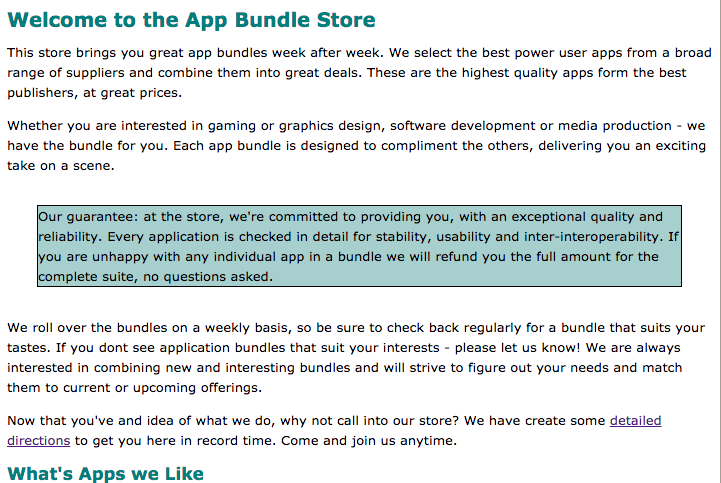 Welcome to the App Bundle Store
This store brings you great app bundles week after week. We select the best power user apps from a broad
range of suppliers and combine them into great deals. These are the highest quality apps form the best
publishers, at great prices.
Whether you are interested in gaming or graphics design, software development or media production - we
have the bundle for you. Each app bundle is designed to compliment the others, delivering you an exciting
take on a scene.
Our guarantee: at the store, we're committed to providing you, with an exceptional quality and
reliability. Every application is checked in detail for stability, usability and inter-interoperability. If
you are unhappy with any individual app in a bundle we will refund you the full amount for the
complete suite, no questions asked.
We roll over the bundles on a weekly basis, so be sure to check back regularly for a bundle that suits your
tastes. If you dont see application bundles that suit your interests - please let us know! We are always
interested in combining new and interesting bundles and will strive to figure out your needs and match
them to current or upcoming offerings.
Now that you've and idea of what we do, why not call into our store? We have create some detailed
directions to get you here in record time. Come and join us anytime.
What's Apps we Like